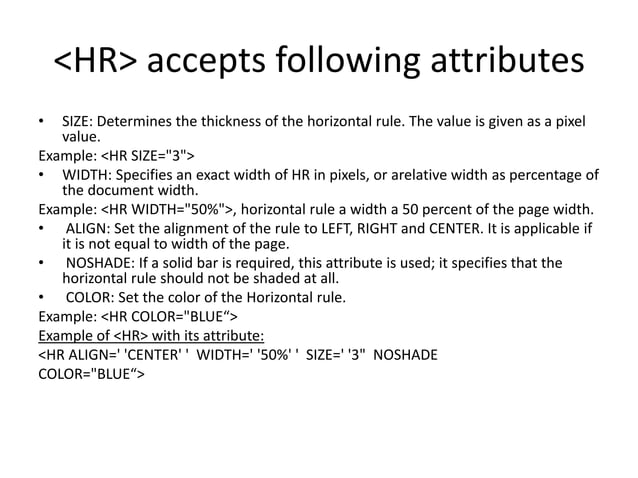 <HR> accepts following attributes
• SIZE: Determines the thickness of the horizontal rule. The value is given as a pixel
value.
Example: <HR SIZE="3">
• WIDTH: Specifies an exact width of HR in pixels, or arelative width as percentage of
the document width.
Example: <HR WIDTH="50%">, horizontal rule a width a 50 percent of the page width.
• ALIGN: Set the alignment of the rule to LEFT, RIGHT and CENTER. It is applicable if
it is not equal to width of the page.
• NOSHADE: If a solid bar is required, this attribute is used; it specifies that the
horizontal rule should not be shaded at all.
• COLOR: Set the color of the Horizontal rule.
Example: <HR COLOR="BLUE“>
Example of <HR> with its attribute:
<HR ALIGN=' 'CENTER' '  WIDTH=' '50%' '  SIZE=' '3"  NOSHADE
COLOR="BLUE“>